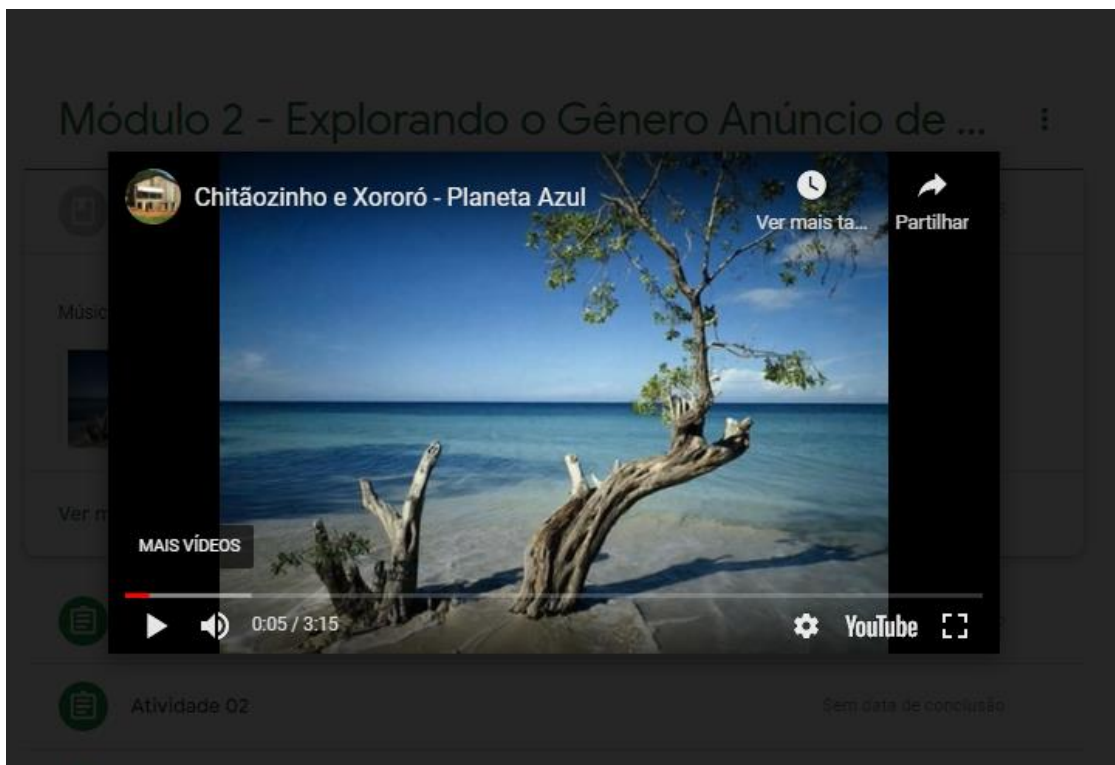 Módulo 2 - Explorando o Gênero Anúncio de ...
Chitãozinho e Xororó - Planeta Azul
Ver mais ta...
Partilhar
Músic
Ver m
MAIS VÍDEOS
0:05 / 3:15
YouTube
Atividade 02
Sem data de conclusão